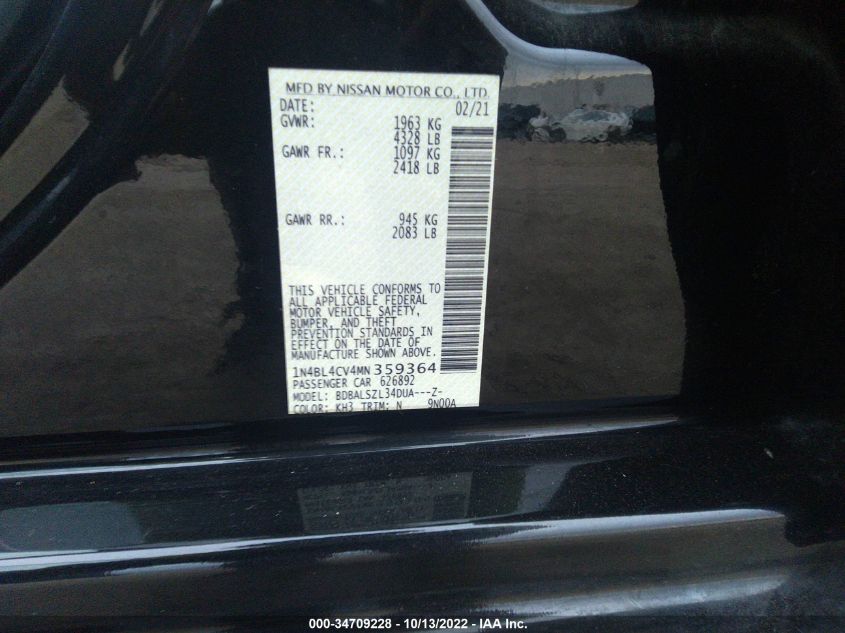 MFD BY NISSAN MOTOR CO., LTD.
DATE: 02/21
GVWR: 1963 KG
4328 LB
GAWR FR.: 1097 KG
2418 LB
GAWR RR.: 945 KG
2083 LB
THIS VEHICLE CONFORMS TO
ALL APPLICABLE FEDERAL
MOTOR VEHICLE SAFETY,
BUMPER, AND THEFT
PREVENTION STANDARDS IN
EFFECT ON THE DATE OF
MANUFACTURE SHOWN ABOVE.
1N4BL4CV4MN 359364
PASSENGER CAR 626892
MODEL: BDBALSZL34DUA---Z-
COLOR: KH3 TRIM: N 9N00A
000-34709228 - 10/13/2022 - IAA Inc.